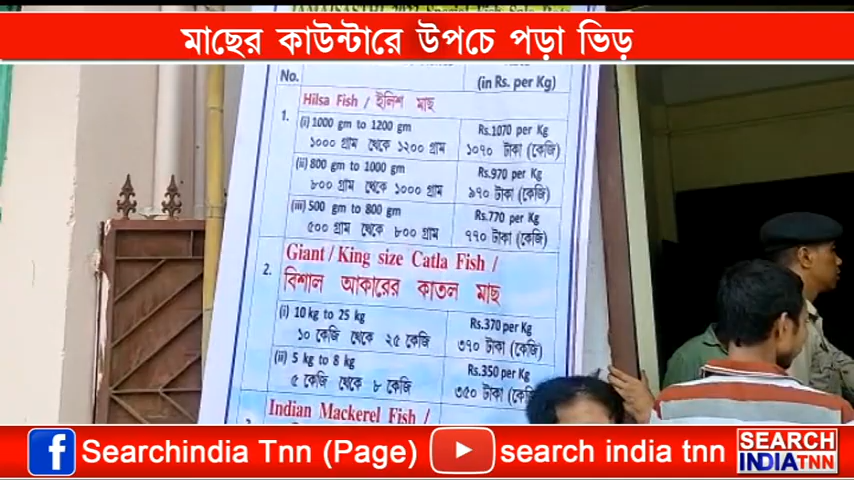 মাছের কাউন্টারে উপচে পড়া ভিড়
No.
(in Rs. per Kg)
1.
Hilsa Fish / ইলিশ মাছ
(i) 1000 gm to 1200 gm
Rs.1070 per Kg
১০০০ গ্রাম থেকে ১২০০ গ্রাম
১০৭০ টাকা (কেজি)
(ii) 800 gm to 1000 gm
Rs.970 per Kg
৮০০ গ্রাম থেকে ১০০০ গ্রাম
৯৭০ টাকা (কেজি)
(iii) 500 gm to 800 gm
Rs.770 per Kg
৫০০ গ্রাম থেকে ৮০০ গ্রাম
৭৭০ টাকা (কেজি)
2.
Giant/King size Catla Fish /
বিশাল আকারের কাতল মাছ
(i) 10 kg to 25 kg
Rs.370 per Kg
১০ কেজি থেকে ২৫ কেজি
৩৭০ টাকা (কেজি)
(ii) 5 kg to 8 kg
Rs.350 per Kg
৫ কেজি থেকে ৮ কেজি
৩৫০ টাকা
Indian Mackerel Fish /
Searchindia Tnn (Page)
search india tnn
SEARCH
INDIA TNN